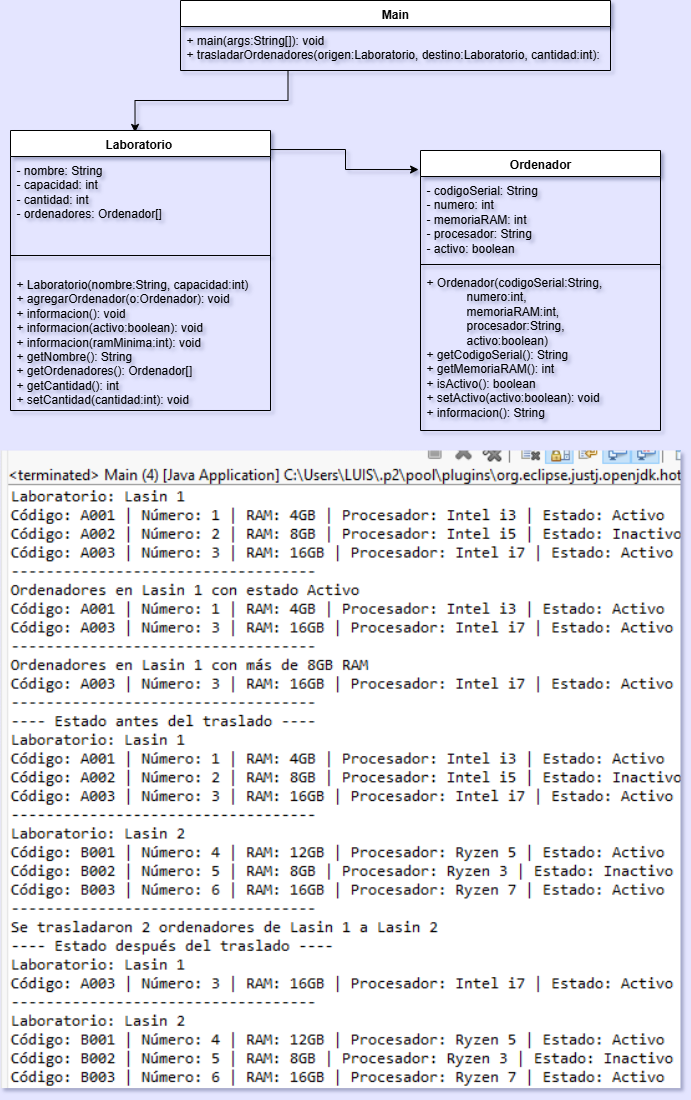 Main
+ main(args:String[]): void
+ trasladarOrdenadores(origen:Laboratorio, destino:Laboratorio, cantidad:int):
Laboratorio
- nombre: String
- capacidad: int
- cantidad: int
- ordenadores: Ordenador[]
+ Laboratorio(nombre:String, capacidad:int)
+ agregarOrdenador(o:Ordenador): void
+ informacion(): void
+ informacion(activo:boolean): void
+ informacion(ramMinima:int): void
+ getNombre(): String
+ getOrdenadores(): Ordenador[]
+ getCantidad(): int
+ setCantidad(cantidad:int): void
Ordenador
- codigoSerial: String
- numero: int
- memoriaRAM: int
- procesador: String
- activo: boolean
+ Ordenador(codigoSerial:String,
numero:int,
memoriaRAM:int,
procesador:String,
activo:boolean)
+ getCodigoSerial(): String
+ getMemoriaRAM(): int
+ isActivo(): boolean
+ setActivo(activo:boolean): void
+ informacion(): String
<terminated> Main (4) [Java Application] C:\Users\LUIS\.p2\pool\plugins\org.eclipse.justj.openjdk.hot
Laboratorio: Lasin 1
Código: A001 | Número: 1 | RAM: 4GB | Procesador: Intel i3 | Estado: Activo
Código: A002 | Número: 2 | RAM: 8GB | Procesador: Intel i5 | Estado: Inactivo
Código: A003 | Número: 3 | RAM: 16GB | Procesador: Intel i7 | Estado: Activo
-----------------------------------
Ordenadores en Lasin 1 con estado Activo
Código: A001 | Número: 1 | RAM: 4GB | Procesador: Intel i3 | Estado: Activo
Código: A003 | Número: 3 | RAM: 16GB | Procesador: Intel i7 | Estado: Activo
-----------------------------------
Ordenadores en Lasin 1 con más de 8GB RAM
Código: A003 | Número: 3 | RAM: 16GB | Procesador: Intel i7 | Estado: Activo
-----------------------------------
---- Estado antes del traslado ----
Laboratorio: Lasin 1
Código: A001 | Número: 1 | RAM: 4GB | Procesador: Intel i3 | Estado: Activo
Código: A002 | Número: 2 | RAM: 8GB | Procesador: Intel i5 | Estado: Inactivo
Código: A003 | Número: 3 | RAM: 16GB | Procesador: Intel i7 | Estado: Activo
-----------------------------------
Laboratorio: Lasin 2
Código: B001 | Número: 4 | RAM: 12GB | Procesador: Ryzen 5 | Estado: Activo
Código: B002 | Número: 5 | RAM: 8GB | Procesador: Ryzen 3 | Estado: Inactivo
Código: B003 | Número: 6 | RAM: 16GB | Procesador: Ryzen 7 | Estado: Activo
-----------------------------------
Se trasladaron 2 ordenadores de Lasin 1 a Lasin 2
---- Estado después del traslado ----
Laboratorio: Lasin 1
Código: A003 | Número: 3 | RAM: 16GB | Procesador: Intel i7 | Estado: Activo
-----------------------------------
Laboratorio: Lasin 2
Código: B001 | Número: 4 | RAM: 12GB | Procesador: Ryzen 5 | Estado: Activo
Código: B002 | Número: 5 | RAM: 8GB | Procesador: Ryzen 3 | Estado: Inactivo
Código: B003 | Número: 6 | RAM: 16GB | Procesador: Ryzen 7 | Estado: Activo